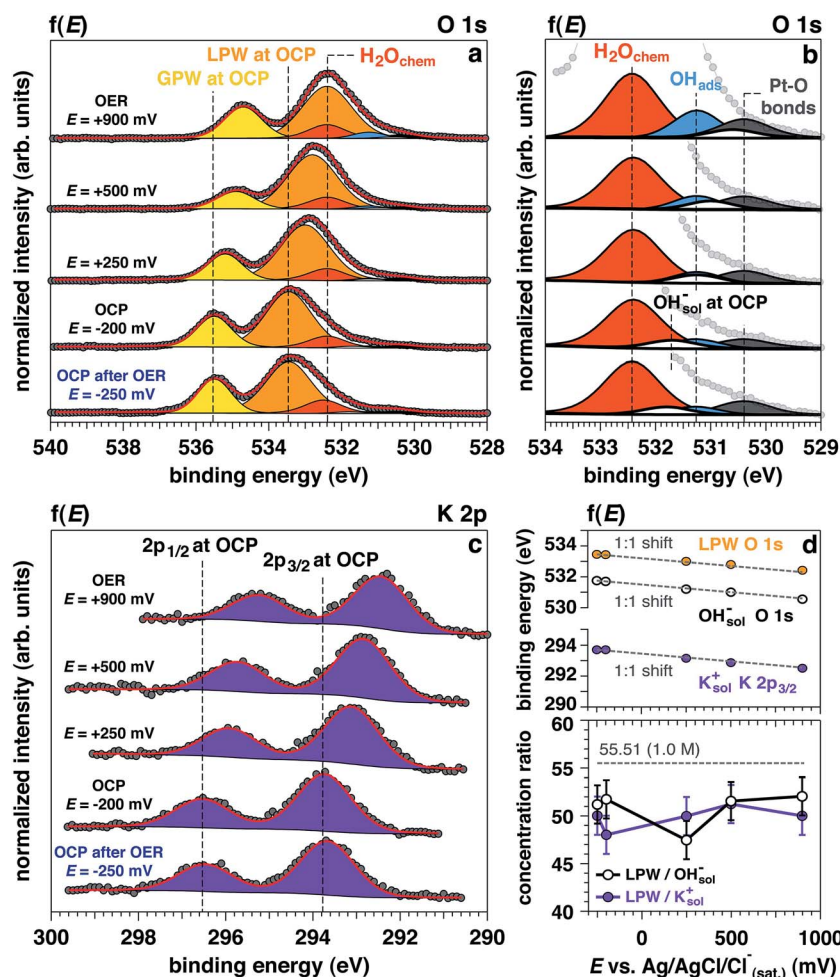 f(E)
O 1s
a
GPW at OCP
LPW at OCP
H2Ochem
OER
E = +900 mV
+500 mV
+250 mV
OCP
E = -200 mV
OCP after OER
E = -250 mV
normalized intensity (arb. units)
540 538 536 534 532 530 528
binding energy (eV)
O 1s
b
H2Ochem
OHads
Pt-O
bonds
OH-sol at OCP
normalized intensity (arb. units)
534 533 532 531 530 529
binding energy (eV)
f(E)
K 2p
c
2p1/2 at OCP
2p3/2 at OCP
OER
E = +900 mV
+500 mV
+250 mV
OCP
E = -200 mV
OCP after OER
E = -250 mV
normalized intensity (arb. units)
300 298 296 294 292 290
binding energy (eV)
f(E)
d
534
532
530
294
292
290
binding energy (eV)
1:1 shift
LPW O 1s
1:1 shift
OH-sol O 1s
1:1 shift
K+sol K 2p3/2
60
55
50
45
40
concentration ratio
55.51 (1.0 M)
LPW / OH-sol
LPW / K+sol
0 500 1000
E vs. Ag/AgCl/Cl-(sat.) (mV)